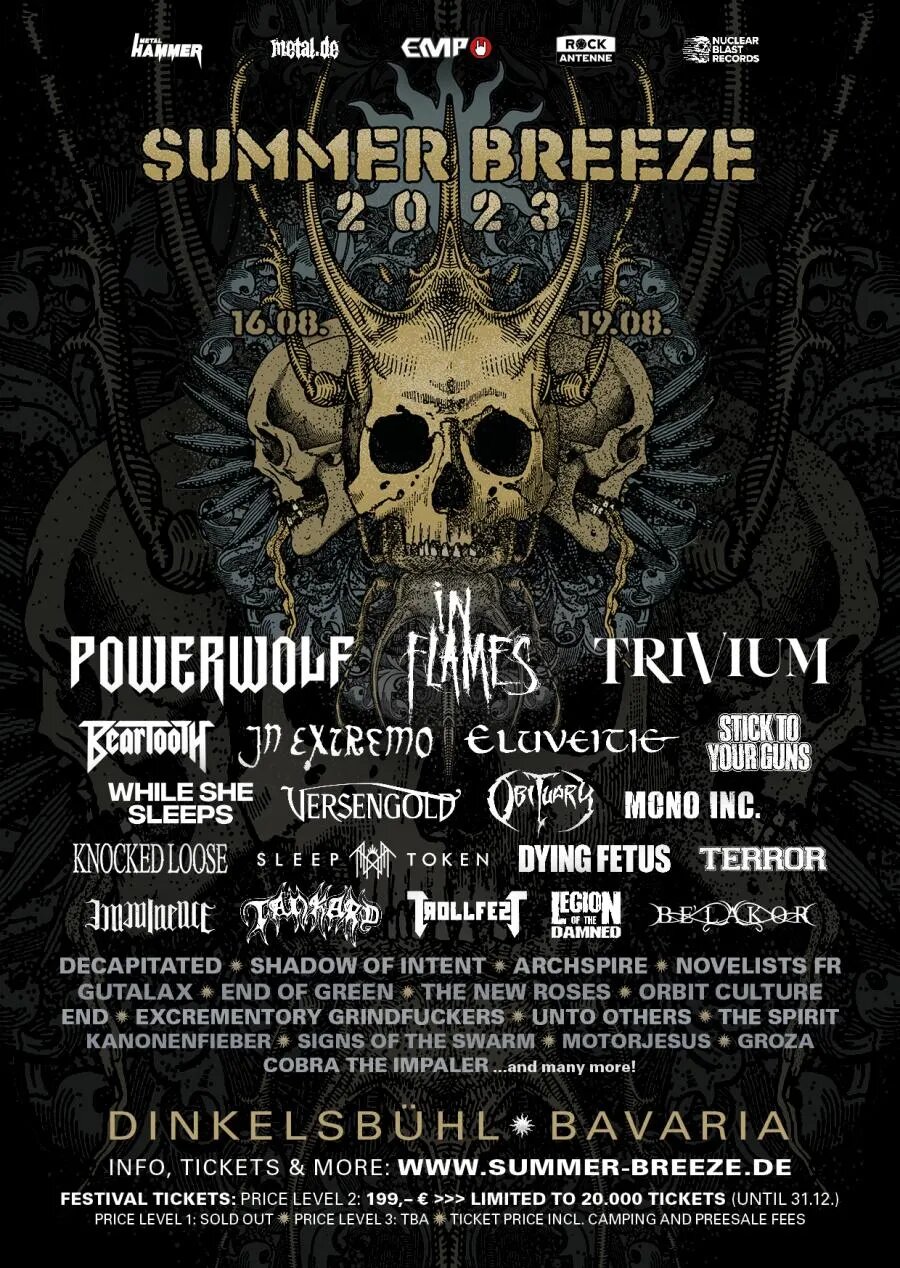 METAL HAMMER metal.de EMP ROCK ANTENNE NUCLEAR BLAST RECORDS
SUMMER BREEZE
2023
16.08. 19.08.
POWERWOLF IN FLAMES TRIVIUM
BEARTOOTH IN EXTREMO ELUVEITIE STICK TO YOUR GUNS
WHILE SHE SLEEPS VERSENGOLD OBITUARY MONO INC.
KNOCKED LOOSE SLEEP TOKEN DYING FETUS TERROR
IMMINENCE TANKARD TROLLFEST LEGION OF THE DAMNED BE'LAKOR
DECAPITATED ✹ SHADOW OF INTENT ✹ ARCHSPIRE ✹ NOVELISTS FR
GUTALAX ✹ END OF GREEN ✹ THE NEW ROSES ✹ ORBIT CULTURE
END ✹ EXCREMENTORY GRINDFUCKERS ✹ UNTO OTHERS ✹ THE SPIRIT
KANONENFIEBER ✹ SIGNS OF THE SWARM ✹ MOTORJESUS ✹ GROZA
COBRA THE IMPALER ...and many more!
DINKELSBÜHL ✹ BAVARIA
INFO, TICKETS & MORE: WWW.SUMMER-BREEZE.DE
FESTIVAL TICKETS: PRICE LEVEL 2: 199,– € >>> LIMITED TO 20.000 TICKETS (UNTIL 31.12.)
PRICE LEVEL 1: SOLD OUT ✹ PRICE LEVEL 3: TBA ✹ TICKET PRICE INCL. CAMPING AND PREESALE FEES